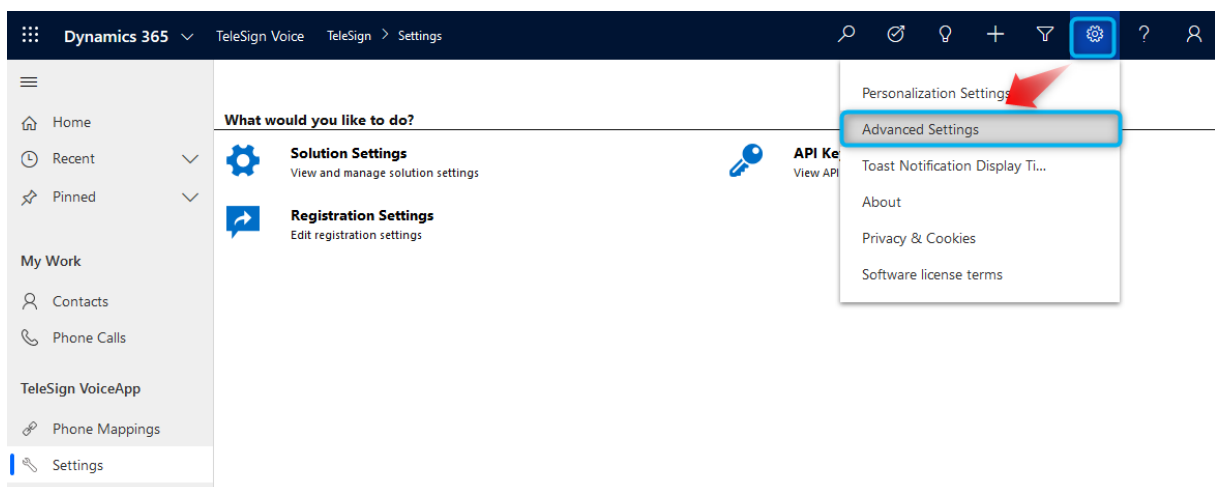 Dynamics 365 TeleSign Voice TeleSign > Settings ?
Home
Recent
Pinned
My Work
Contacts
Phone Calls
TeleSign VoiceApp
Phone Mappings
Settings
What would you like to do?
Solution Settings
View and manage solution settings
Registration Settings
Edit registration settings
API Ke
View API
Personalization Settings
Advanced Settings
Toast Notification Display Ti...
About
Privacy & Cookies
Software license terms